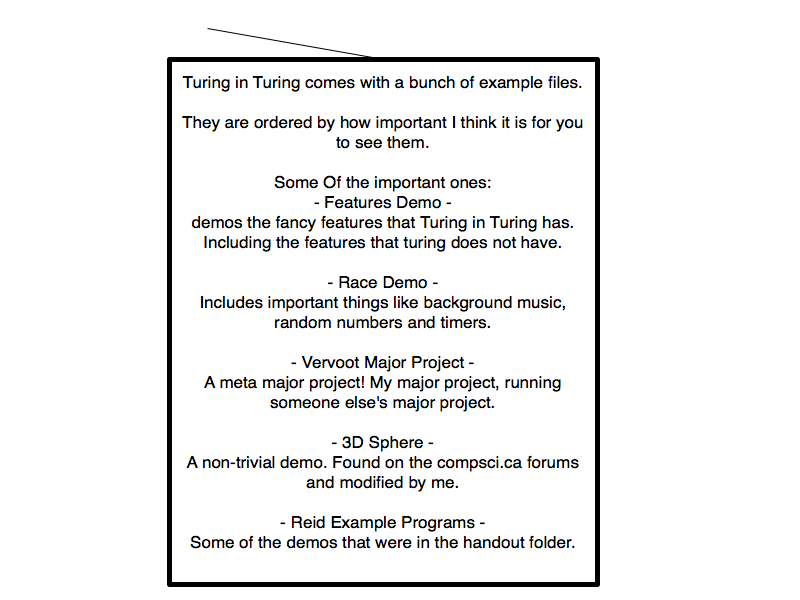 Turing in Turing comes with a bunch of example files.
They are ordered by how important I think it is for you
to see them.
Some Of the important ones:
- Features Demo -
demos the fancy features that Turing in Turing has.
Including the features that turing does not have.
- Race Demo -
Includes important things like background music,
random numbers and timers.
- Vervoot Major Project -
A meta major project! My major project, running
someone else's major project.
- 3D Sphere -
A non-trivial demo. Found on the compsci.ca forums
and modified by me.
- Reid Example Programs -
Some of the demos that were in the handout folder.